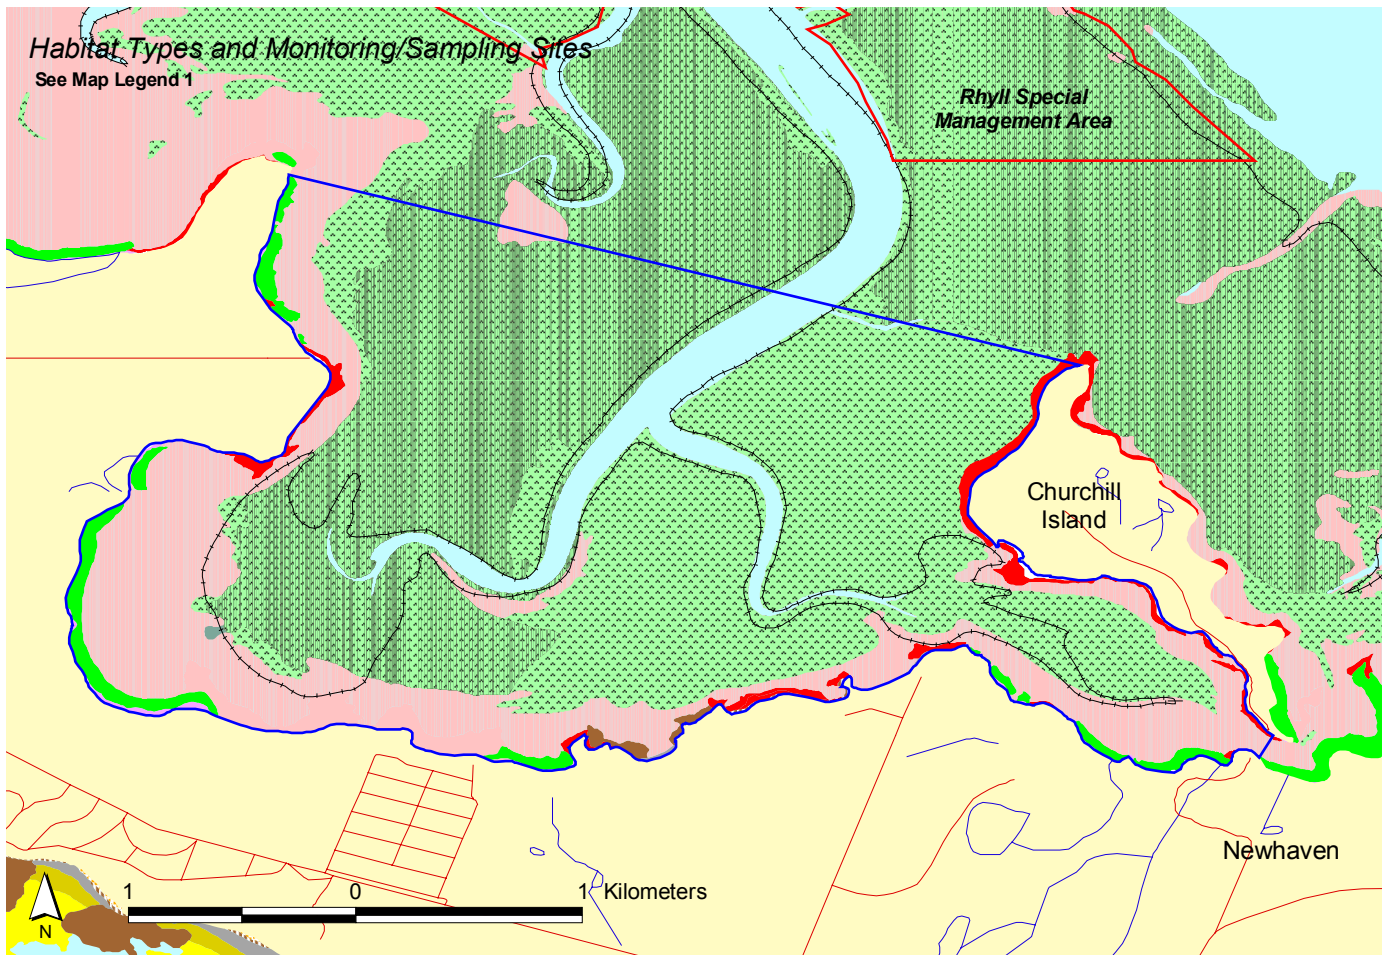 Habitat Types and Monitoring/Sampling Sites
See Map Legend 1
Rhyll Special
Management Area
Churchill
Island
Newhaven
1 0 1 Kilometers
N